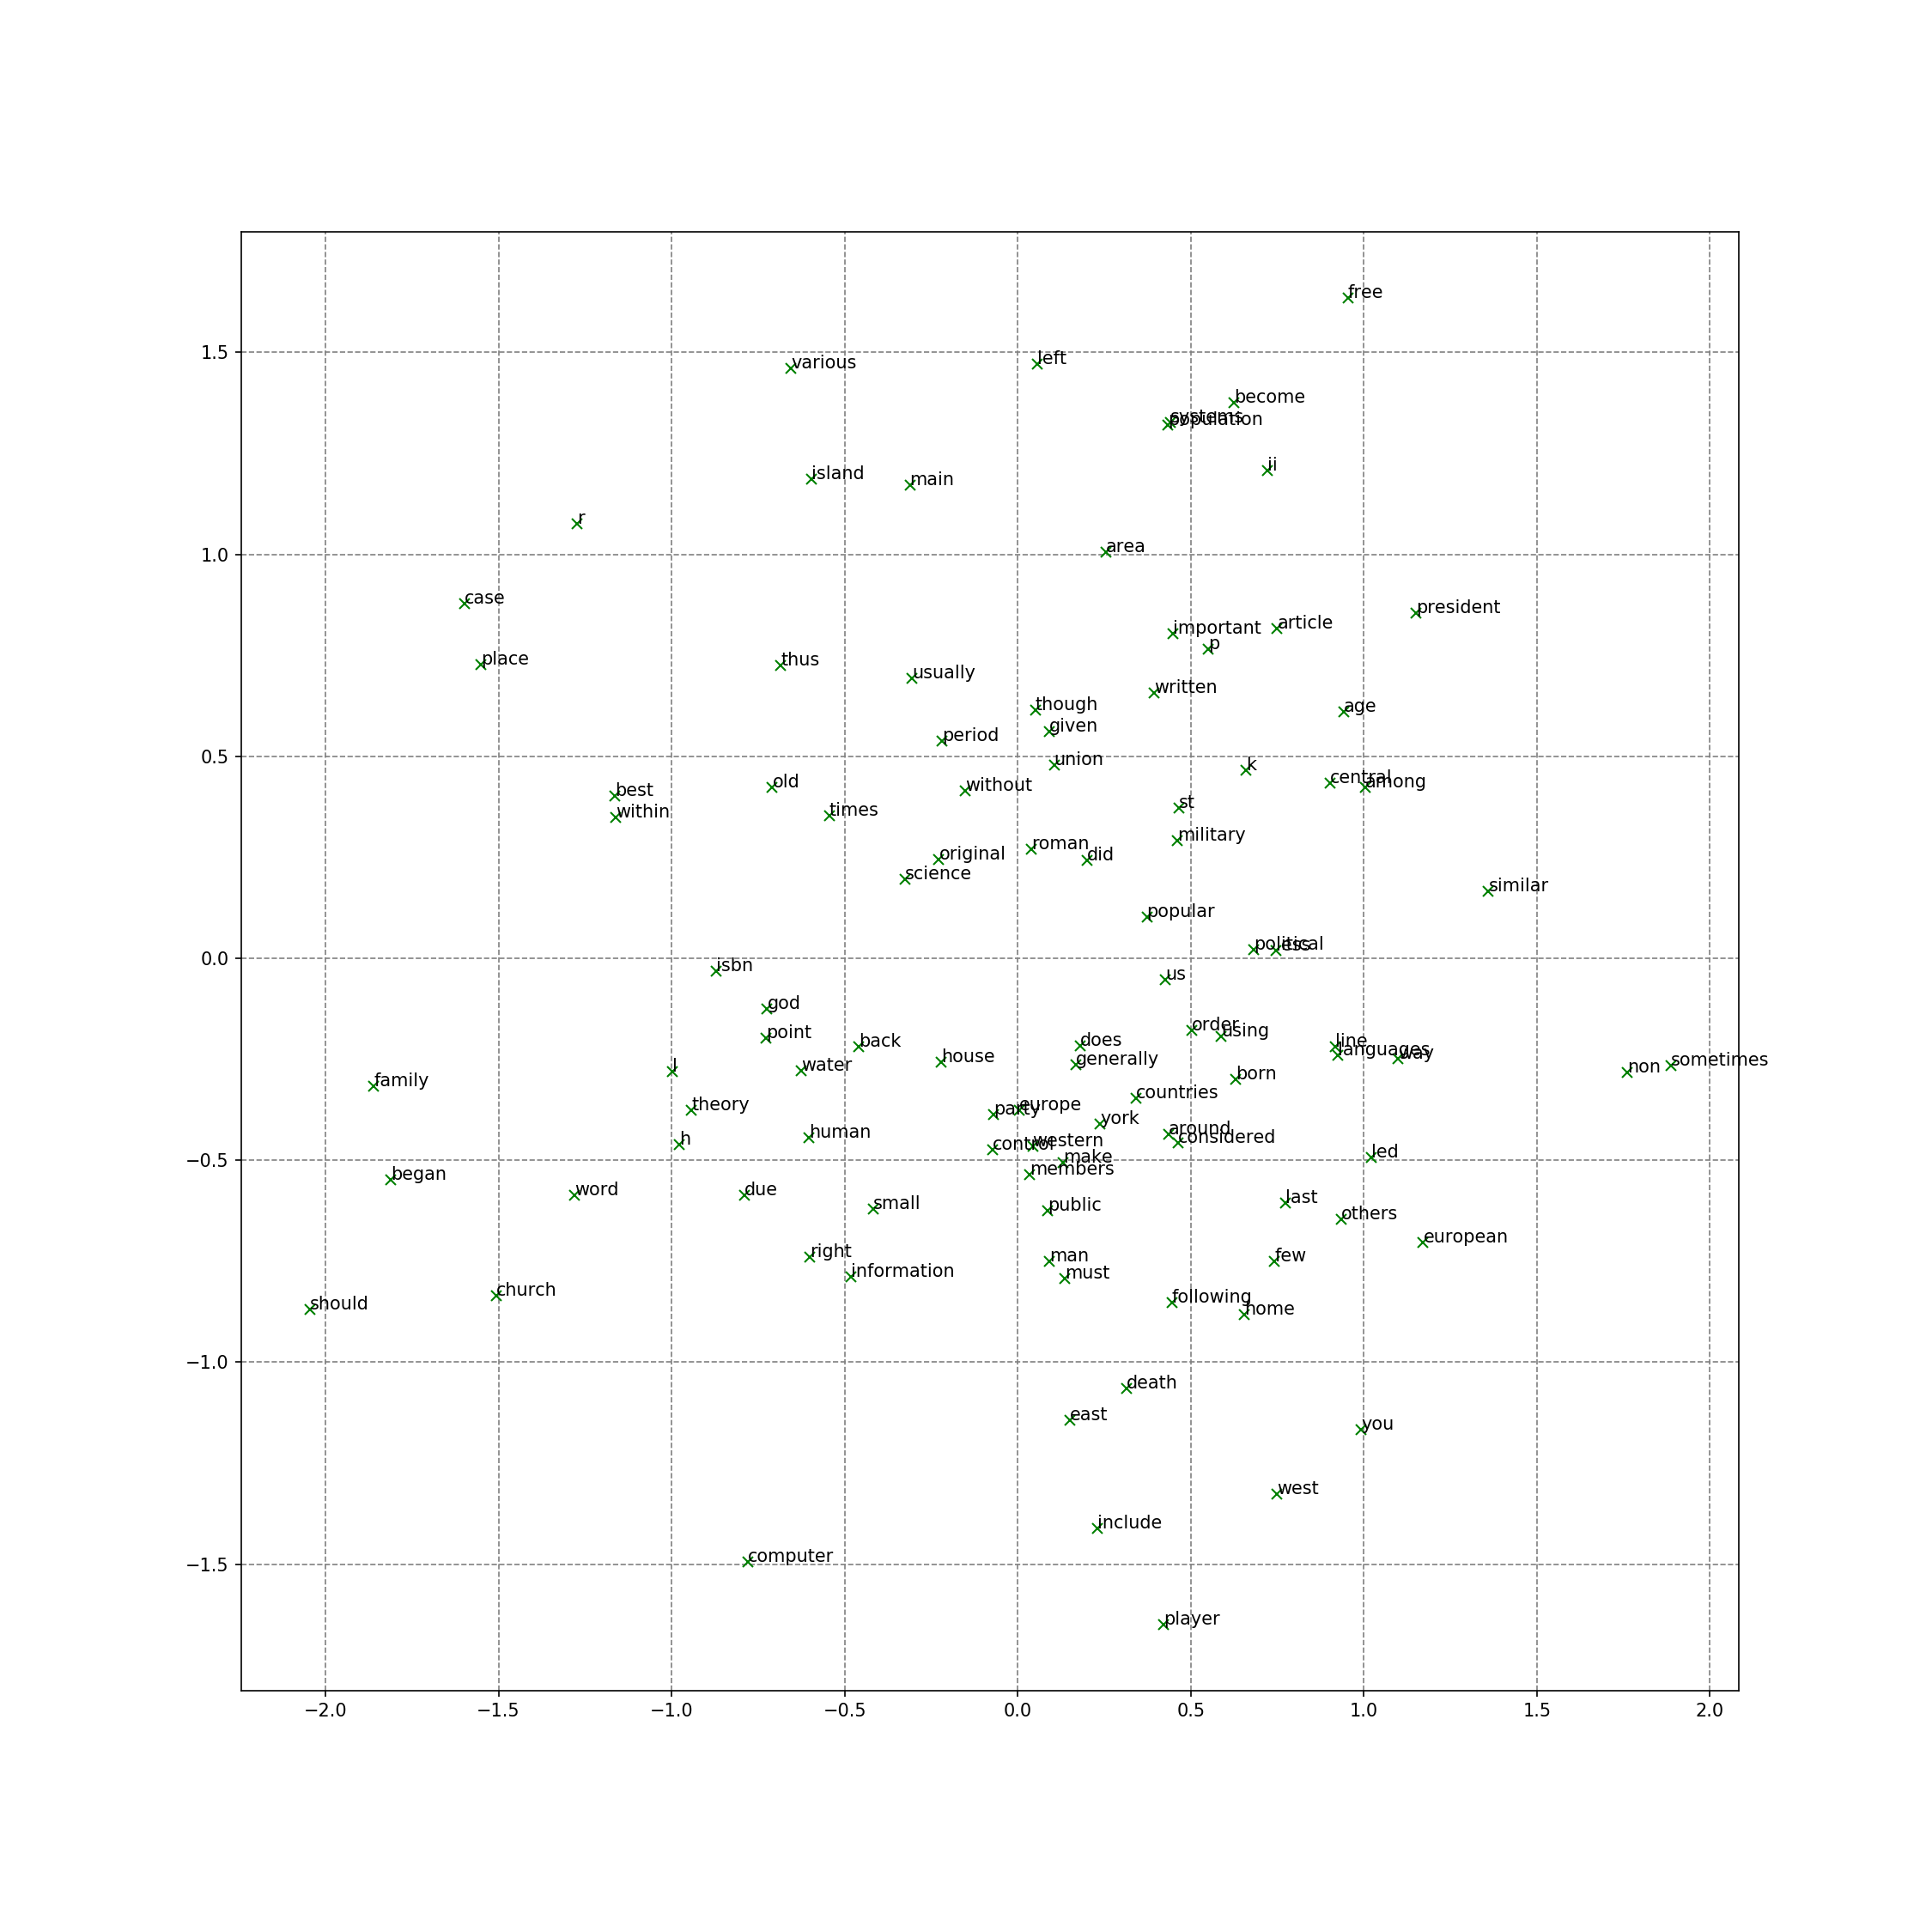 free
1.5
various
left
become
systems
population
ii
island
main
r
1.0
area
case
president
important
article
p
place
thus
usually
written
though
age
given
period
0.5
union
k
central
among
old
without
best
st
times
within
military
roman
original
did
science
similar
popular
political
0.0
isbn
us
god
order
using
point
back
does
line
languages
way
house
generally
sometimes
water
l
non
family
born
countries
theory
party
europe
york
human
around
h
control
western
considered
−0.5
make
led
members
began
word
due
last
small
public
others
european
right
man
few
information
must
church
following
should
home
−1.0
death
east
you
west
include
−1.5
computer
player
−2.0 −1.5 −1.0 −0.5 0.0 0.5 1.0 1.5 2.0